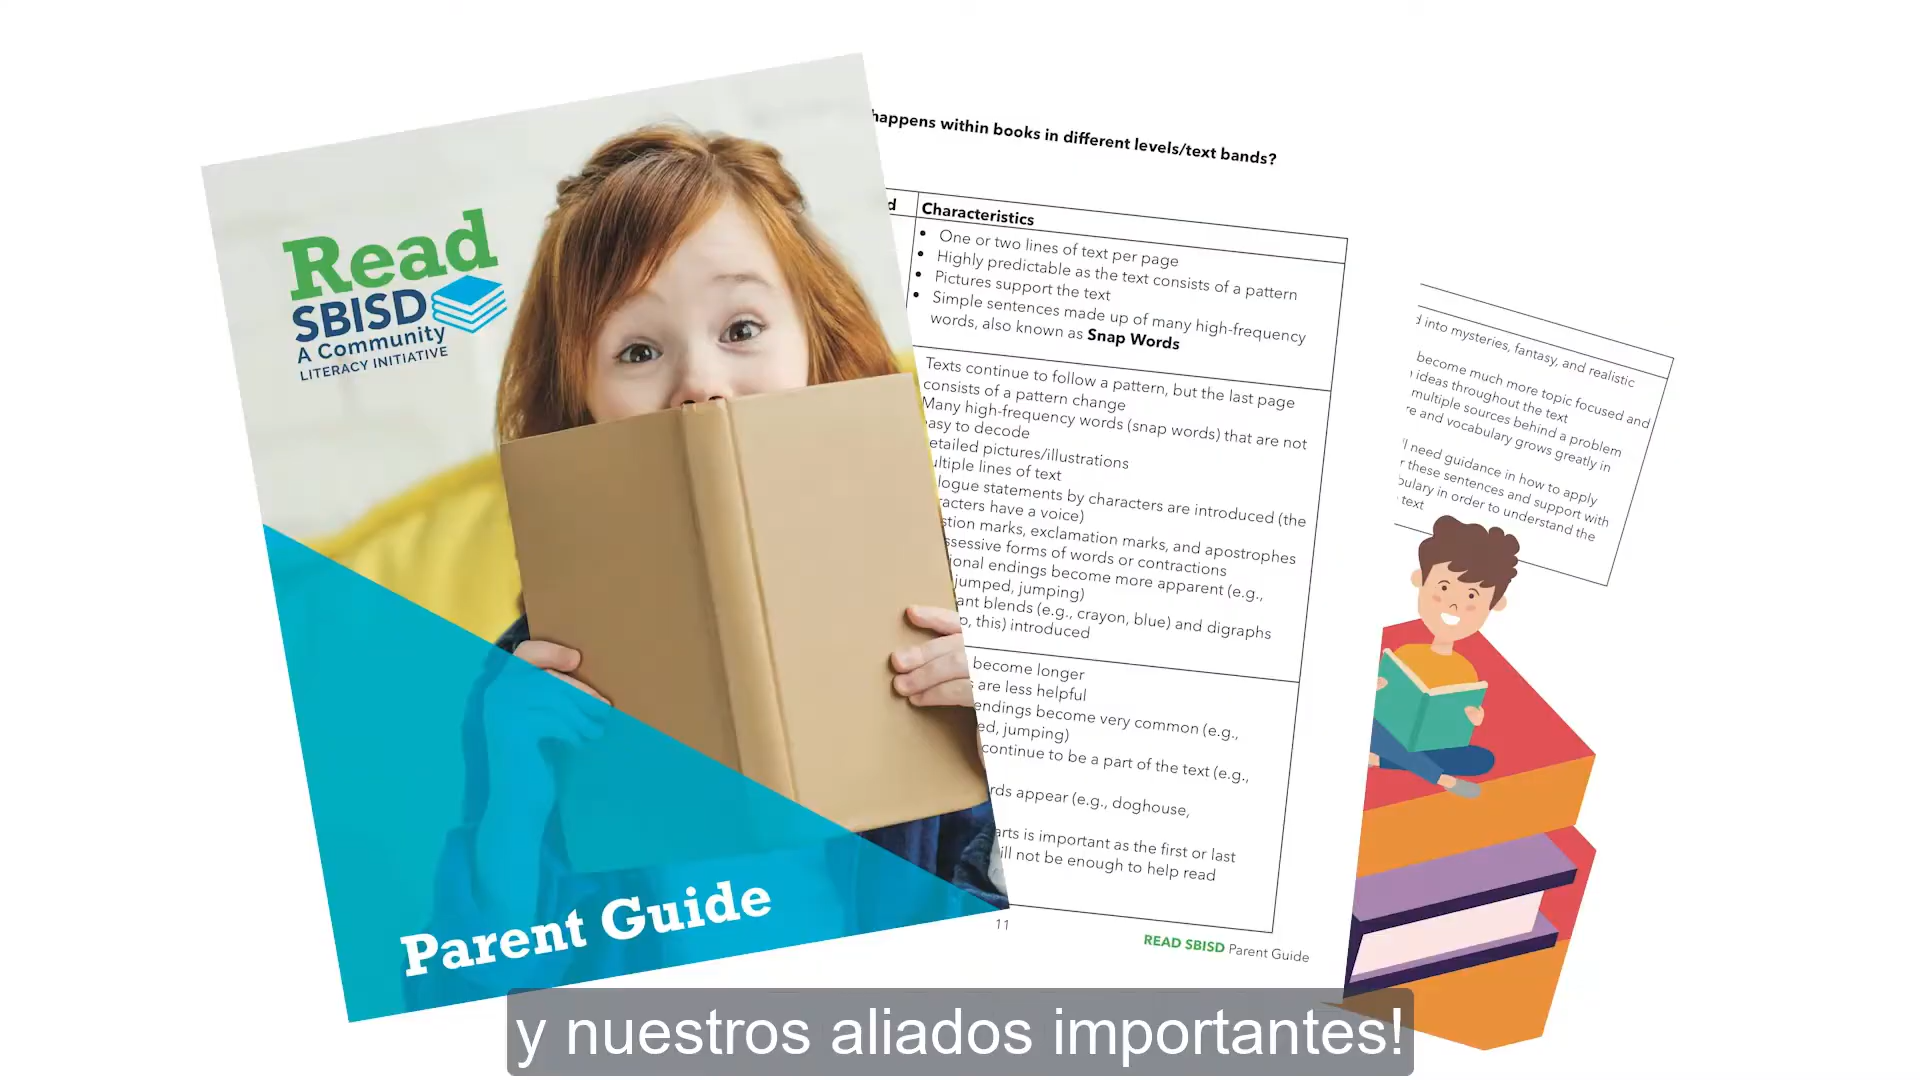 Read
SBISD
A Community
LITERACY INITIATIVE
Parent Guide
happens within books in different levels/text bands?
Characteristics
• One or two lines of text per page
• Highly predictable as the text consists of a pattern
• Pictures support the text
• Simple sentences made up of many high-frequency
words, also known as Snap Words
Texts continue to follow a pattern, but the last page
consists of a pattern change
Many high-frequency words (snap words) that are not
easy to decode
etailed pictures/illustrations
ultiple lines of text
logue statements by characters are introduced (the
racters have a voice)
stion marks, exclamation marks, and apostrophes
ssessive forms of words or contractions
ional endings become more apparent (e.g.,
jumped, jumping)
ant blends (e.g., crayon, blue) and digraphs
p, this) introduced
become longer
s are less helpful
endings become very common (e.g.,
ed, jumping)
continue to be a part of the text (e.g.,
rds appear (e.g., doghouse,
arts is important as the first or last
ill not be enough to help read
11
READ SBISD Parent Guide
d into mysteries, fantasy, and realistic
become much more topic focused and
ideas throughout the text
multiple sources behind a problem
re and vocabulary grows greatly in
ll need guidance in how to apply
r these sentences and support with
bulary in order to understand the
text
y nuestros aliados importantes!